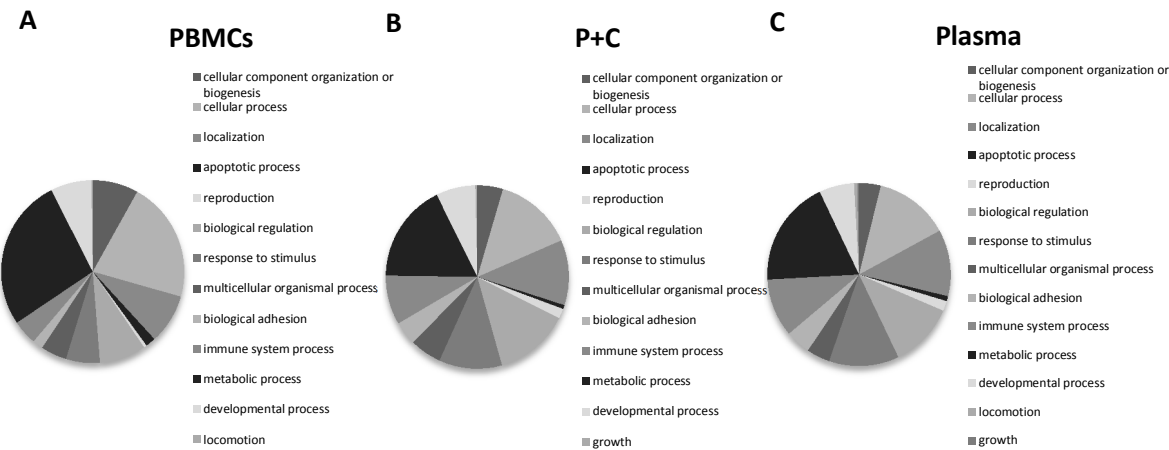 A
PBMCs
cellular component organization or
biogenesis
cellular process
localization
apoptotic process
reproduction
biological regulation
response to stimulus
multicellular organismal process
biological adhesion
immune system process
metabolic process
developmental process
locomotion
B
P+C
cellular component organization or
biogenesis
cellular process
localization
apoptotic process
reproduction
biological regulation
response to stimulus
multicellular organismal process
biological adhesion
immune system process
metabolic process
developmental process
growth
C
Plasma
cellular component organization or
biogenesis
cellular process
localization
apoptotic process
reproduction
biological regulation
response to stimulus
multicellular organismal process
biological adhesion
immune system process
metabolic process
developmental process
locomotion
growth